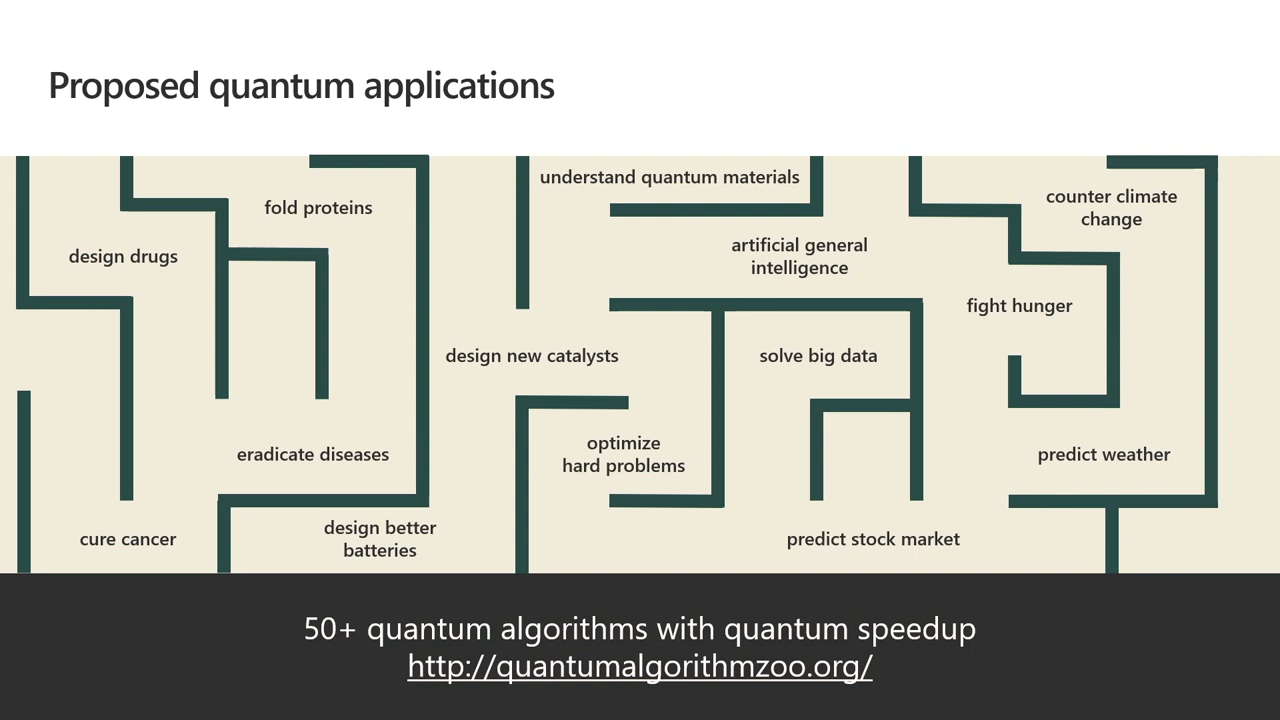 Proposed quantum applications
understand quantum materials
fold proteins
counter climate
change
design drugs
artificial general
intelligence
fight hunger
design new catalysts
solve big data
optimize
hard problems
eradicate diseases
predict weather
cure cancer
design better
batteries
predict stock market
50+ quantum algorithms with quantum speedup
http://quantumalgorithmzoo.org/